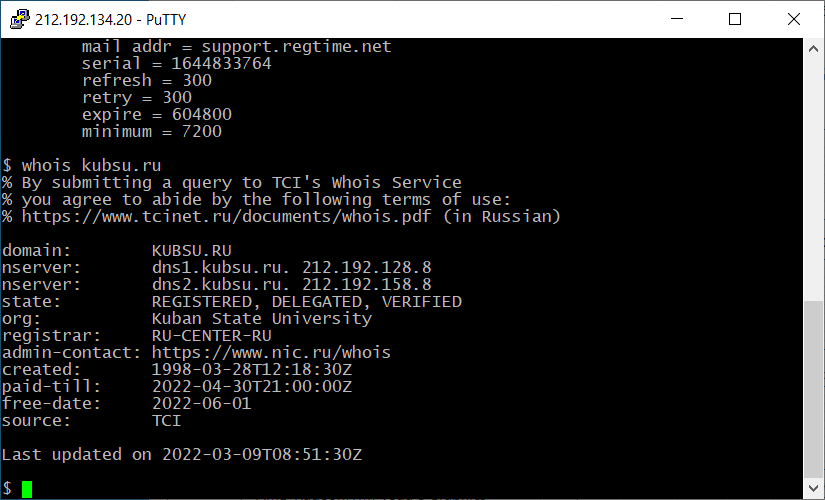 212.192.134.20 - PuTTY
mail addr = support.regtime.net
serial = 1644833764
refresh = 300
retry = 300
expire = 604800
minimum = 7200
$ whois kubsu.ru
% By submitting a query to TCI's Whois Service
% you agree to abide by the following terms of use:
% https://www.tcinet.ru/documents/whois.pdf (in Russian)
domain: KUBSU.RU
nserver: dns1.kubsu.ru. 212.192.128.8
nserver: dns2.kubsu.ru. 212.192.158.8
state: REGISTERED, DELEGATED, VERIFIED
org: Kuban State University
registrar: RU-CENTER-RU
admin-contact: https://www.nic.ru/whois
created: 1998-03-28T12:18:30Z
paid-till: 2022-04-30T21:00:00Z
free-date: 2022-06-01
source: TCI
Last updated on 2022-03-09T08:51:30Z
$